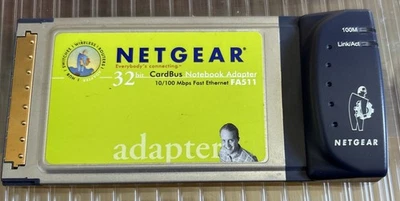 NETGEAR®
Everybody's connecting.™
32 bit CardBus Notebook Adapter
10/100 Mbps Fast Ethernet FA511
adapter
100M
Link/Act
NETGEAR